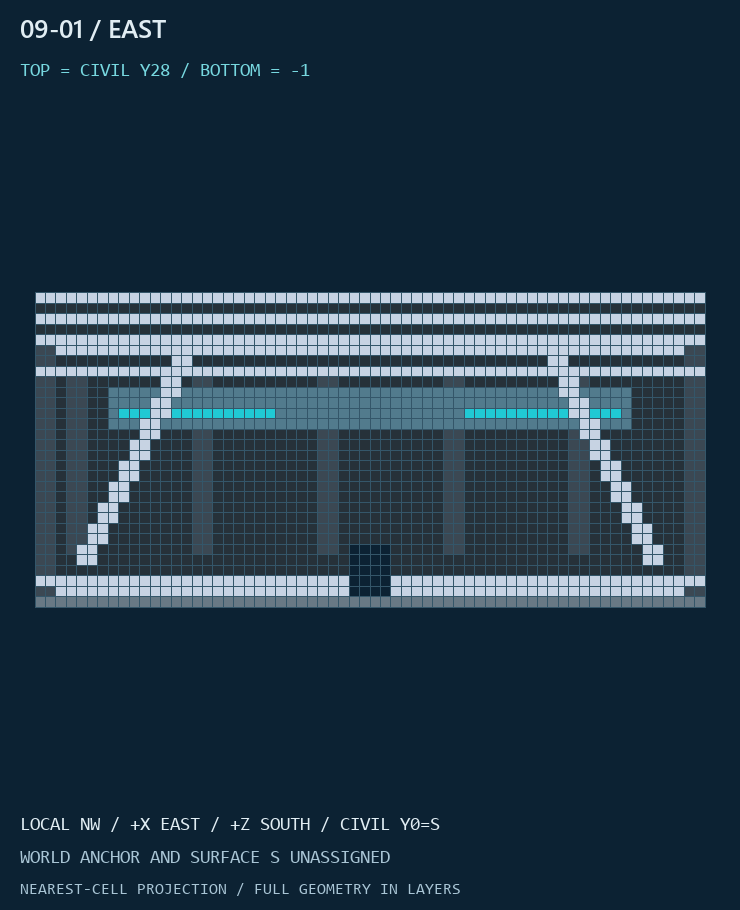 09-01 / EAST
TOP = CIVIL Y28 / BOTTOM = -1
LOCAL NW / +X EAST / +Z SOUTH / CIVIL Y0=S
WORLD ANCHOR AND SURFACE S UNASSIGNED
NEAREST-CELL PROJECTION / FULL GEOMETRY IN LAYERS